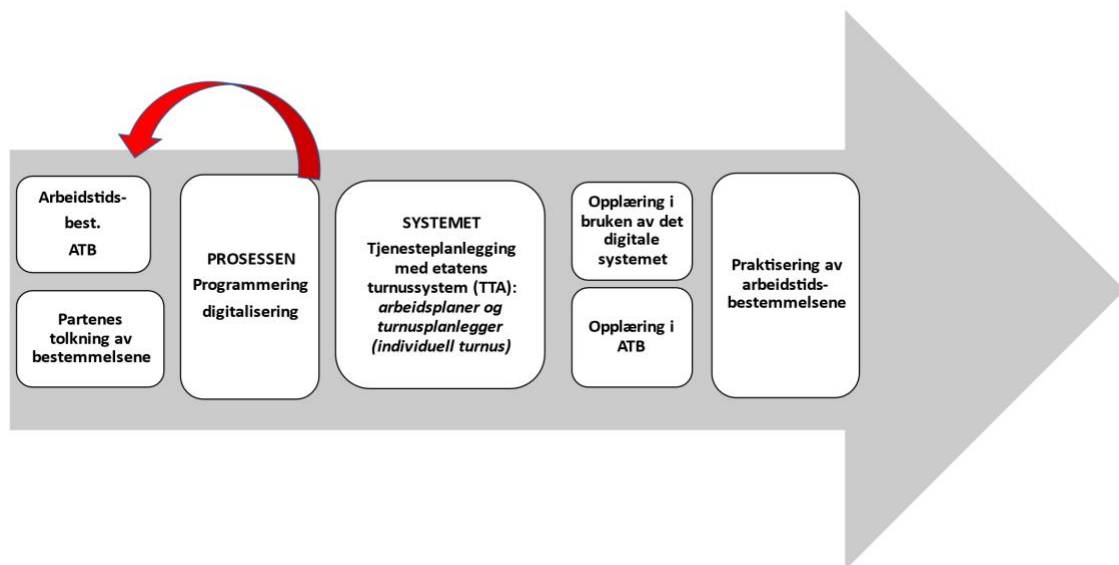 Arbeidstids-
best.
ATB
Partenes
tolkning av
bestemmelsene
PROSESSEN
Programmering
digitalisering
SYSTEMET
Tjenesteplanlegging
med etatens
turnussystem (TTA):
arbeidsplaner og
turnusplanlegger
(individuell turnus)
Opplæring i
bruken av det
digitale
systemet
Opplæring i
ATB
Praktisering av
arbeidstids-
bestemmelsene